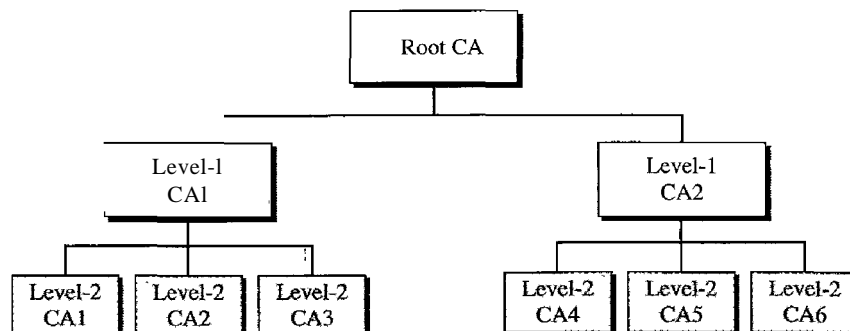 Root CA
Level-1
CA1
Level-1
CA2
Level-2
CA1
Level-2
CA2
Level-2
CA3
Level-2
CA4
Level-2
CA5
Level-2
CA6